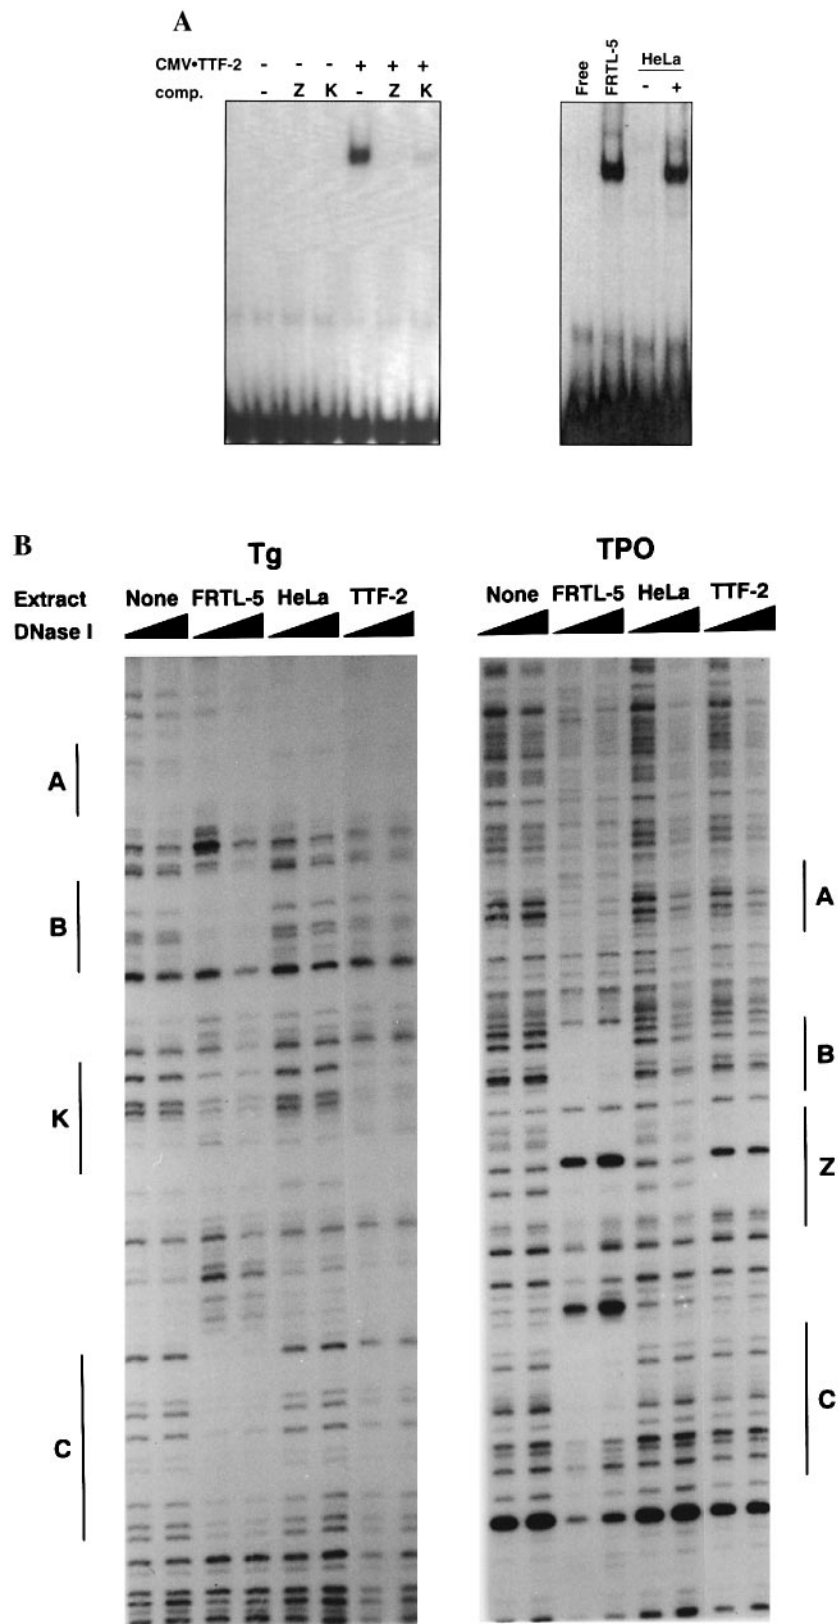 A
CMV•TTF-2 - - - + + +
comp. - Z K - Z K
Free FRTL-5 HeLa
- +
B
Tg
Extract None FRTL-5 HeLa TTF-2
DNase I
A
B
K
C
TPO
None FRTL-5 HeLa TTF-2
A
B
Z
C